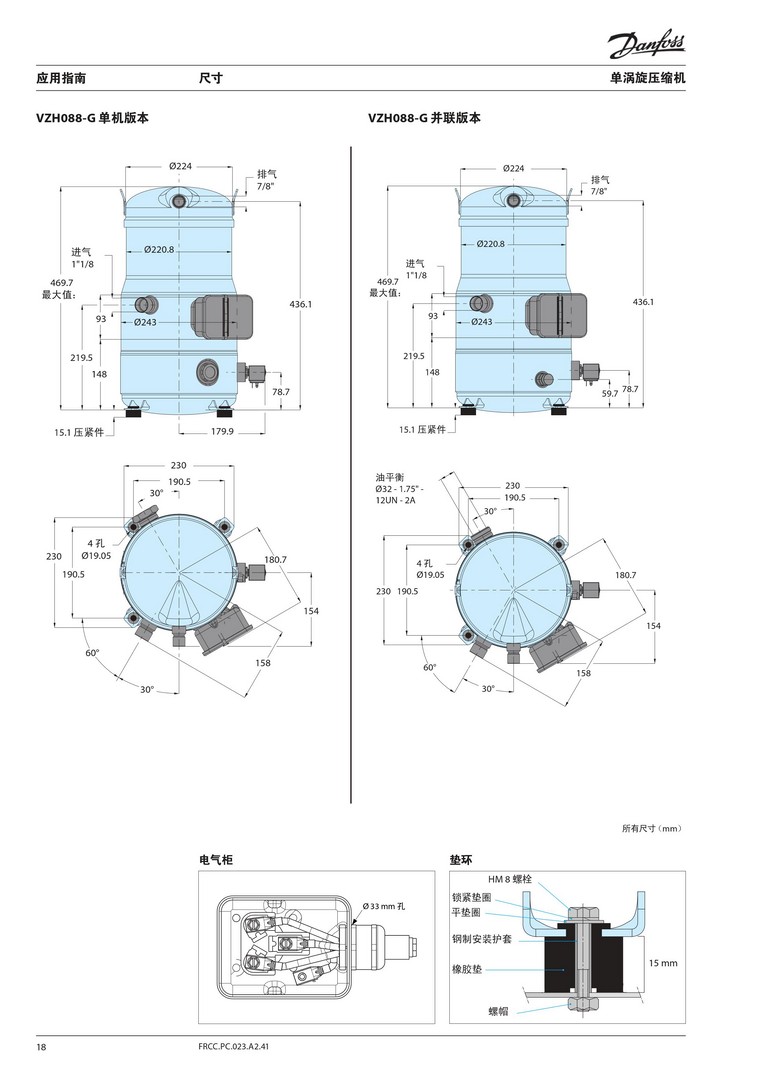 Danfoss
应用指南
尺寸
单涡旋压缩机
VZH088-G 单机版本
VZH088-G 并联版本
Ø224
排气
7/8"
进气
1"1/8
Ø220.8
469.7
最大值:
436.1
93
Ø243
219.5
148
78.7
15.1 压紧件
179.9
Ø224
排气
7/8"
Ø220.8
进气
1"1/8
469.7
最大值:
436.1
93
Ø243
219.5
148
59.7
78.7
15.1 压紧件
230
190.5
30°
4 孔
Ø19.05
230
190.5
180.7
154
60°
158
30°
油平衡
Ø32 - 1.75" -
12UN - 2A
230
190.5
30°
4 孔
Ø19.05
180.7
230
190.5
154
60°
158
30°
所有尺寸（mm）
电气柜
Ø 33 mm 孔
垫环
HM 8 螺栓
锁紧垫圈
平垫圈
钢制安装护套
橡胶垫
15 mm
螺帽
18
FRCC.PC.023.A2.41